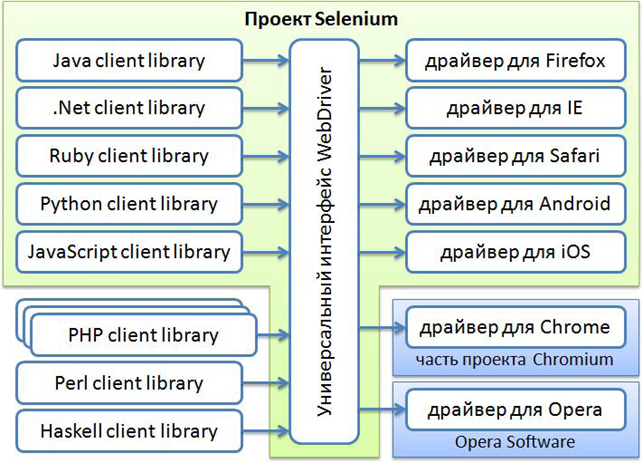 Проект Selenium
Java client library
.Net client library
Ruby client library
Python client library
JavaScript client library
PHP client library
Perl client library
Haskell client library
Универсальный интерфейс WebDriver
драйвер для Firefox
драйвер для IE
драйвер для Safari
драйвер для Android
драйвер для iOS
драйвер для Chrome
часть проекта Chromium
драйвер для Opera
Opera Software